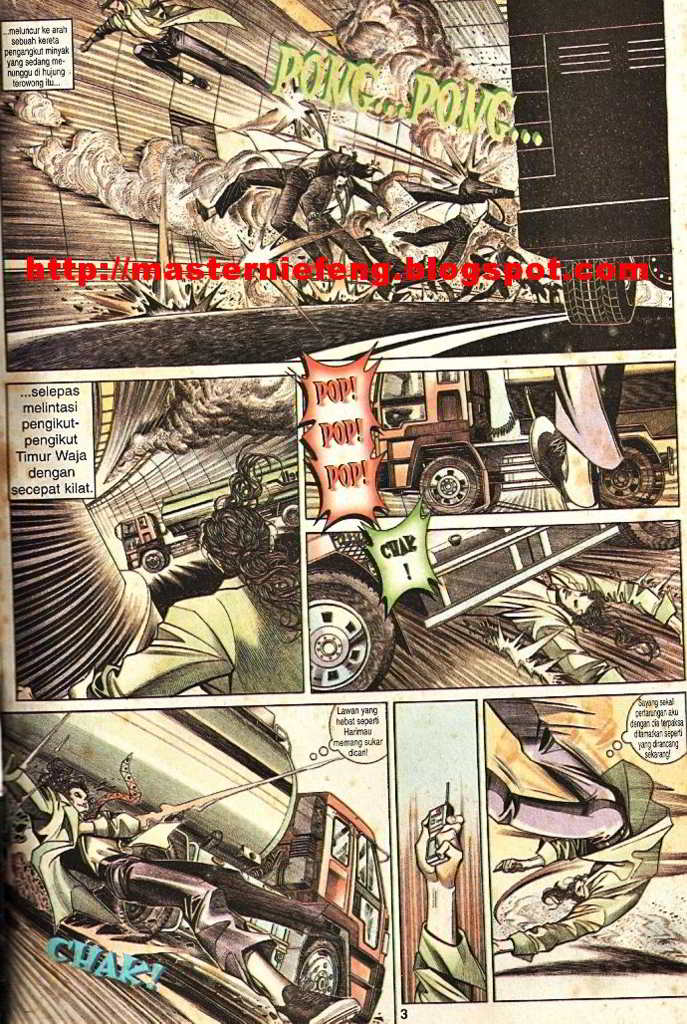 ...meluncur ke arah
sebuah kereta
pengangkut minyak
yang sedang me-
nunggu di hujung
terowong itu...
PONG...PONG...
http://masterniefeng.blogspot.com
...selepas
melintasi
pengikut-
pengikut
Timur Waja
dengan
secepat kilat.
POP!
POP!
POP!
CHAK
!
Lawan yang
hebat seperti
Harimau
memang sukar
dicari!
Sayang sekali
pertarungan aku
dengan dia terpaksa
ditamatkan seperti
yang dirancang
sekarang!
CHAK!
3